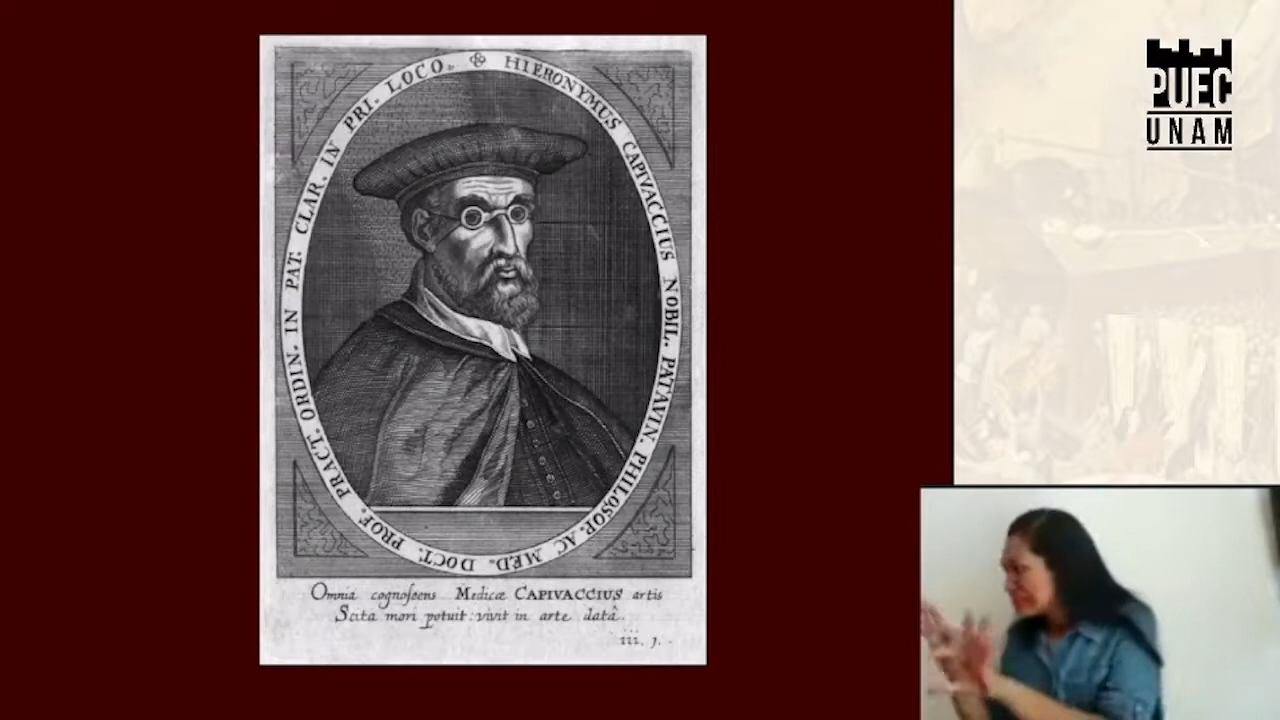 HIERONYMUS CAPIVACCIUS NOBIL. PATAVIN. PHILOSOP. AC MED. DOCT. PROF. PRACT. ORDIN. IN PAT. CLAR. IN PRI. LOCO.
Omnia cognoscens Medicæ CAPIVACCIUS artis
Scita mori potuit: vivit in arte datâ.
iii. j.
PUEC
UNAM